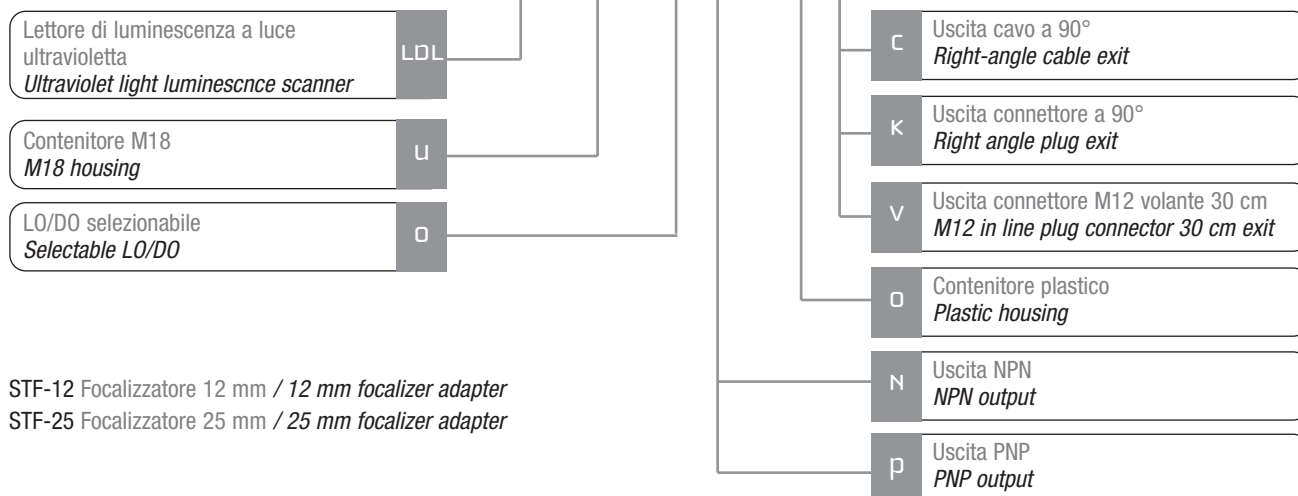 Lettore di luminescenza a luce
ultravioletta
Ultraviolet light luminescnce scanner
LDL
Contenitore M18
M18 housing
U
LO/DO selezionabile
Selectable LO/DO
0
STF-12 Focalizzatore 12 mm / 12 mm focalizer adapter
STF-25 Focalizzatore 25 mm / 25 mm focalizer adapter
C
Uscita cavo a 90°
Right-angle cable exit
K
Uscita connettore a 90°
Right angle plug exit
V
Uscita connettore M12 volante 30 cm
M12 in line plug connector 30 cm exit
0
Contenitore plastico
Plastic housing
N
Uscita NPN
NPN output
P
Uscita PNP
PNP output